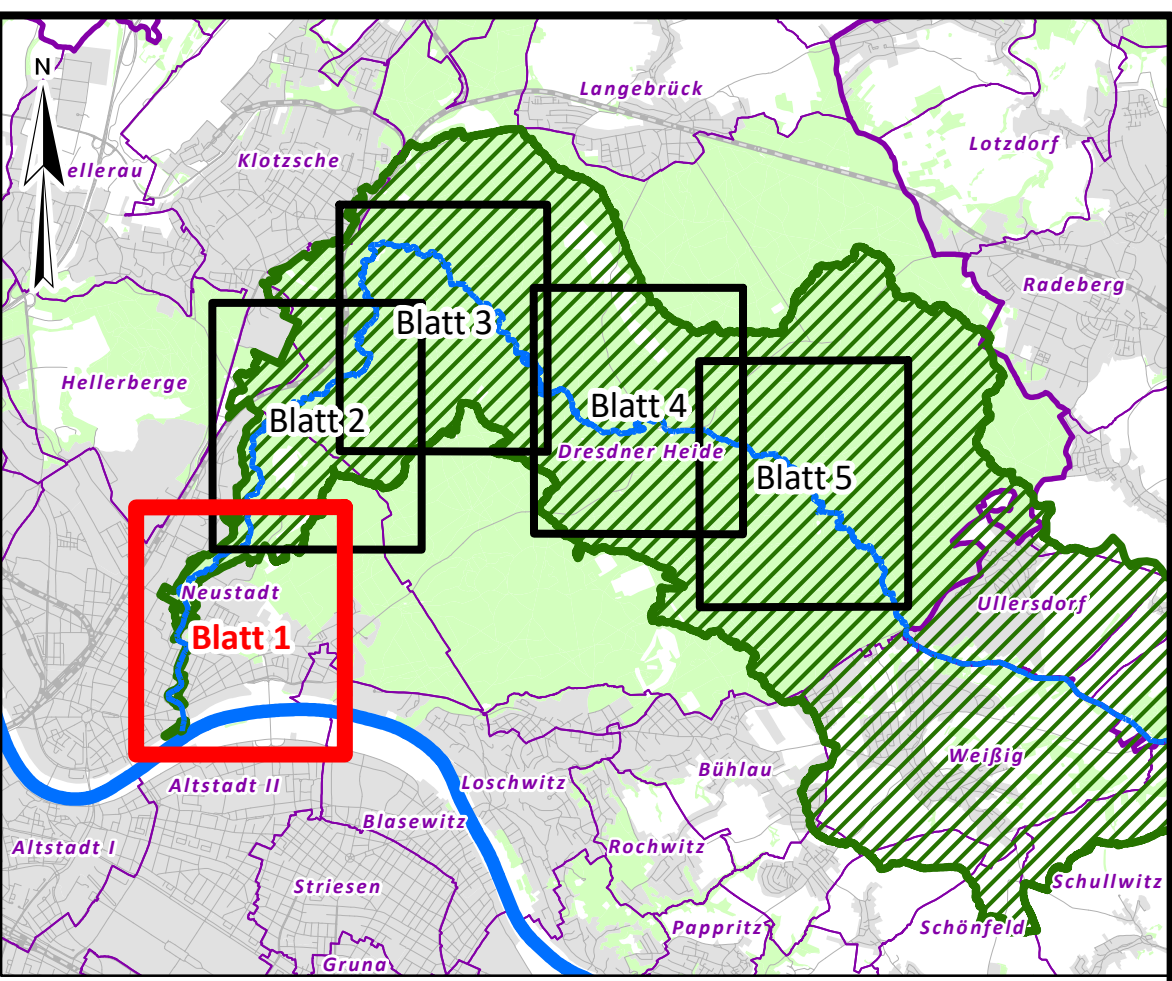 N
Langebrück
Lotzdorf
Klotzsche
ellerau
Radeberg
Blatt 3
Hellerberge
Blatt 4
Blatt 2
Dresdner Heide
Blatt 5
Neustadt
Ullersdorf
Blatt 1
Weißig
Bühlau
Altstadt II
Loschwitz
Blasewitz
Altstadt I
Rochwitz
Striesen
Schullwitz
Pappritz
Schönfeld
Gruna